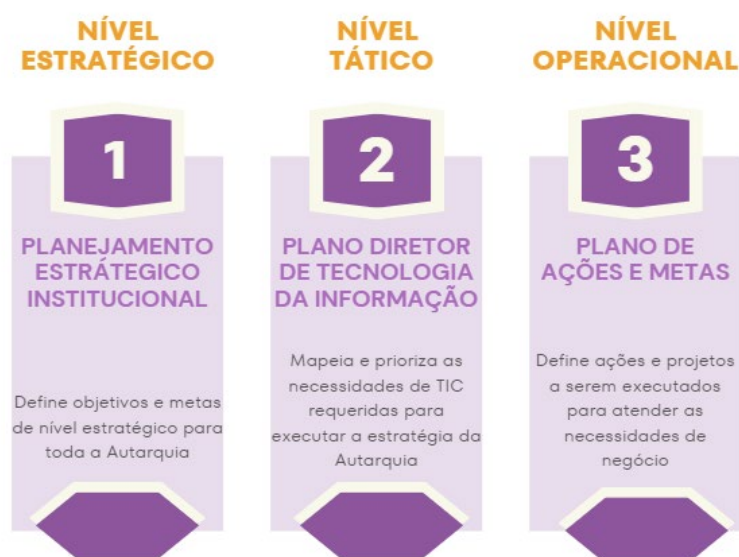 NÍVEL
ESTRATÉGICO
1
PLANEJAMENTO
ESTRÁTEGICO
INSTITUCIONAL
Define objetivos e metas
de nível estratégico para
toda a Autarquia
NÍVEL
TÁTICO
2
PLANO DIRETOR
DE TECNOLOGIA
DA INFORMAÇÃO
Mapeia e prioriza as
necessidades de TIC
requeridas para
executar a estratégia da
Autarquia
NÍVEL
OPERACIONAL
3
PLANO DE
AÇÕES E METAS
Define ações e projetos
a serem executados
para atender as
necessidades de
negócio